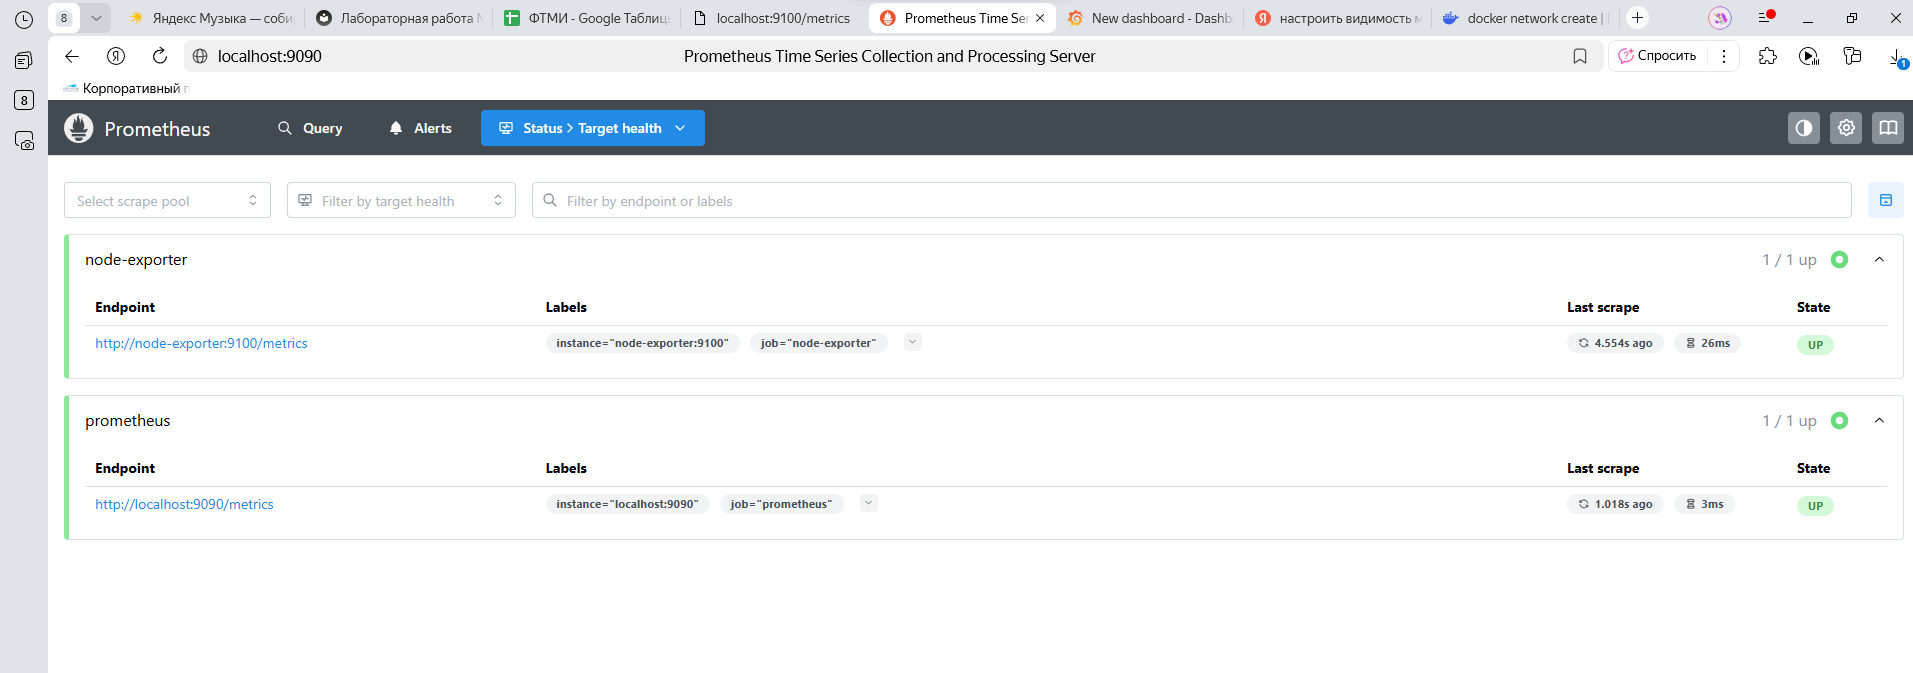 8
Яндекс Музыка — соби
Лабораторная работа №
ФТМИ - Google Таблиц
localhost:9100/metrics
Prometheus Time Ser
New dashboard - Dashb
настроить видимость м
docker network create |
localhost:9090
Prometheus Time Series Collection and Processing Server
Спросить
1
Корпоративный п
8
Prometheus
Query
Alerts
Status > Target health
Select scrape pool
Filter by target health
Filter by endpoint or labels
node-exporter
1 / 1 up
Endpoint Labels Last scrape State
http://node-exporter:9100/metrics instance="node-exporter:9100" job="node-exporter" 4.554s ago 26ms UP
prometheus
1 / 1 up
Endpoint Labels Last scrape State
http://localhost:9090/metrics instance="localhost:9090" job="prometheus" 1.018s ago 3ms UP